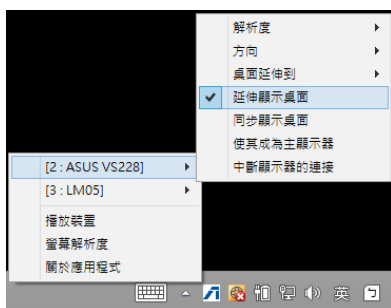 解析度
方向
桌面延伸到
延伸顯示桌面
同步顯示桌面
使其成為主顯示器
中斷顯示器的連接
[2 : ASUS VS228]
[3 : LM05]
播放裝置
螢幕解析度
關於應用程式
英